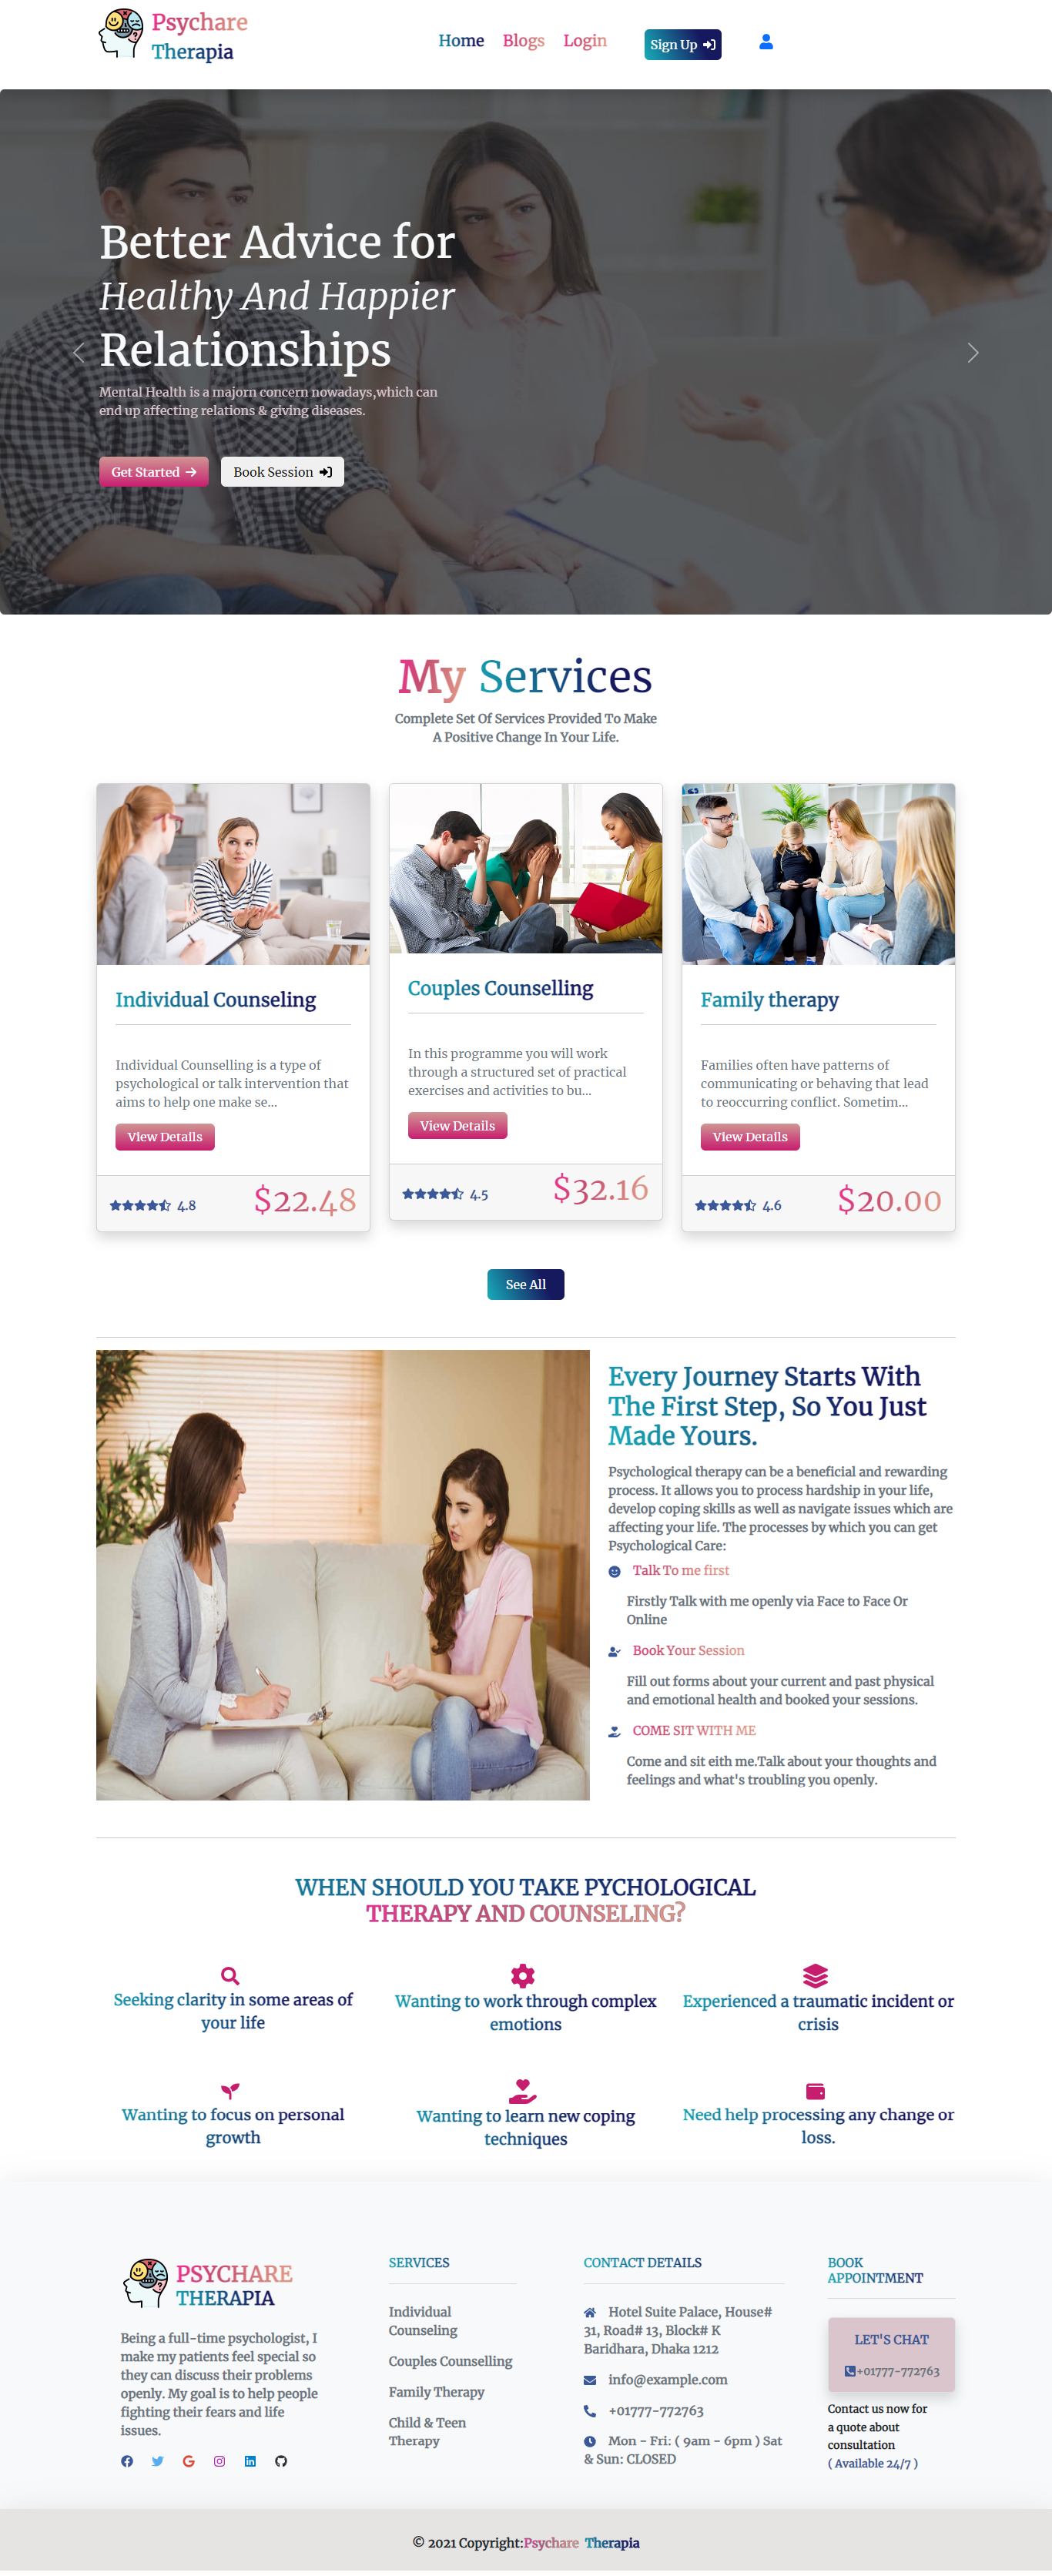 Psychare
Therapia
Home Blogs Login Sign Up
Better Advice for
Healthy And Happier
Relationships
Mental Health is a majorn concern nowadays,which can
end up affecting relations & giving diseases.
Get Started Book Session
My Services
Complete Set Of Services Provided To Make
A Positive Change In Your Life.
Individual Counseling
Individual Counselling is a type of
psychological or talk intervention that
aims to help one make se...
View Details
4.8 $22.48
Couples Counselling
In this programme you will work
through a structured set of practical
exercises and activities to bu...
View Details
4.5 $32.16
Family therapy
Families often have patterns of
communicating or behaving that lead
to reoccurring conflict. Sometim...
View Details
4.6 $20.00
See All
Every Journey Starts With
The First Step, So You Just
Made Yours.
Psychological therapy can be a beneficial and rewarding
process. It allows you to process hardship in your life,
develop coping skills as well as navigate issues which are
affecting your life. The processes by which you can get
Psychological Care:
Talk To me first
Firstly Talk with me openly via Face to Face Or
Online
Book Your Session
Fill out forms about your current and past physical
and emotional health and booked your sessions.
COME SIT WITH ME
Come and sit eith me.Talk about your thoughts and
feelings and what's troubling you openly.
WHEN SHOULD YOU TAKE PYCHOLOGICAL
THERAPY AND COUNSELING?
Seeking clarity in some areas of
your life
Wanting to work through complex
emotions
Experienced a traumatic incident or
crisis
Wanting to focus on personal
growth
Wanting to learn new coping
techniques
Need help processing any change or
loss.
PSYCHARE
THERAPIA
Being a full-time psychologist, I
make my patients feel special so
they can discuss their problems
openly. My goal is to help people
fighting their fears and life
issues.
SERVICES
Individual
Counseling
Couples Counselling
Family Therapy
Child & Teen
Therapy
CONTACT DETAILS
Hotel Suite Palace, House#
31, Road# 13, Block# K
Baridhara, Dhaka 1212
info@example.com
+01777-772763
Mon - Fri: ( 9am - 6pm ) Sat
& Sun: CLOSED
BOOK
APPOINTMENT
LET'S CHAT
+01777-772763
Contact us now for
a quote about
consultation
( Available 24/7 )
© 2021 Copyright:Psychare Therapia